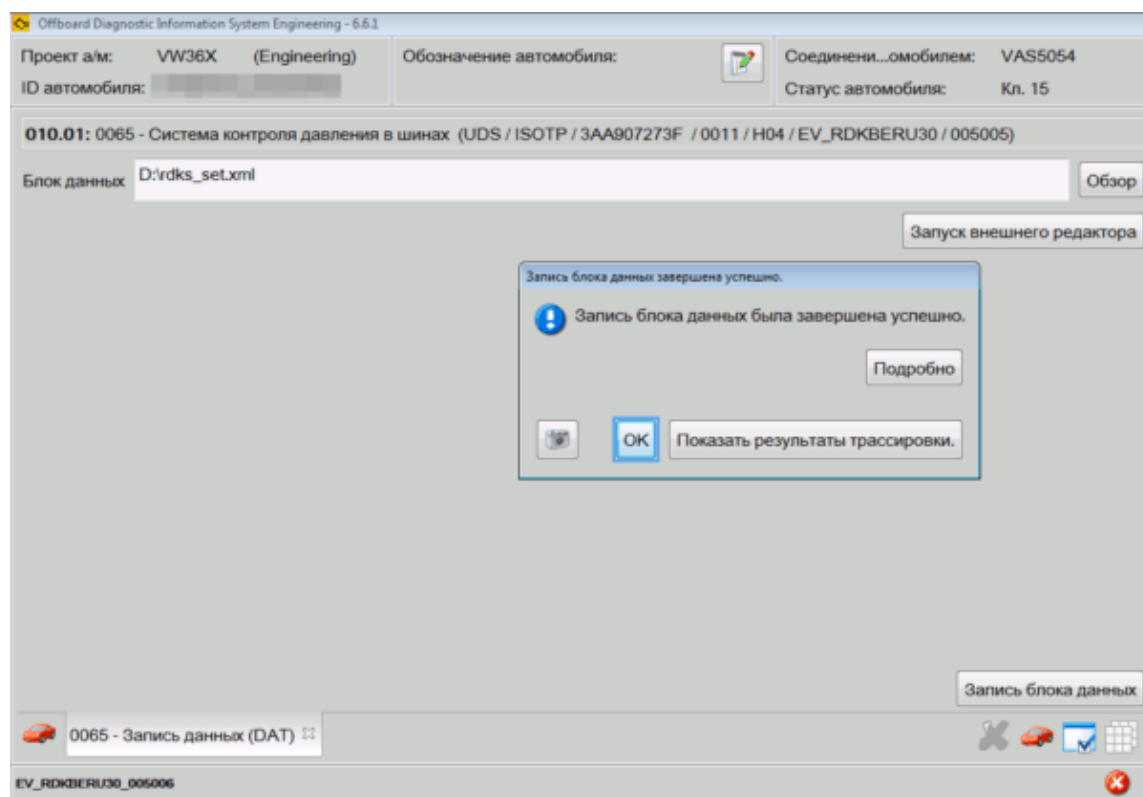 Offboard Diagnostic Information System Engineering - 6.6.1
Проект а/м: VW36X (Engineering) Обозначение автомобиля: Соединени...омобилем: VAS5054
ID автомобиля: Статус автомобиля: Кл. 15
010.01: 0065 - Система контроля давления в шинах (UDS / ISOTP / 3AA907273F / 0011 / H04 / EV_RDKBERU30 / 005005)
Блок данных D:\rdks_set.xml Обзор
Запуск внешнего редактора
Запись блока данных завершена успешно.
Запись блока данных была завершена успешно.
Подробно
OK Показать результаты трассировки.
Запись блока данных
0065 - Запись данных (DAT)
EV_RDKBERU30_005006